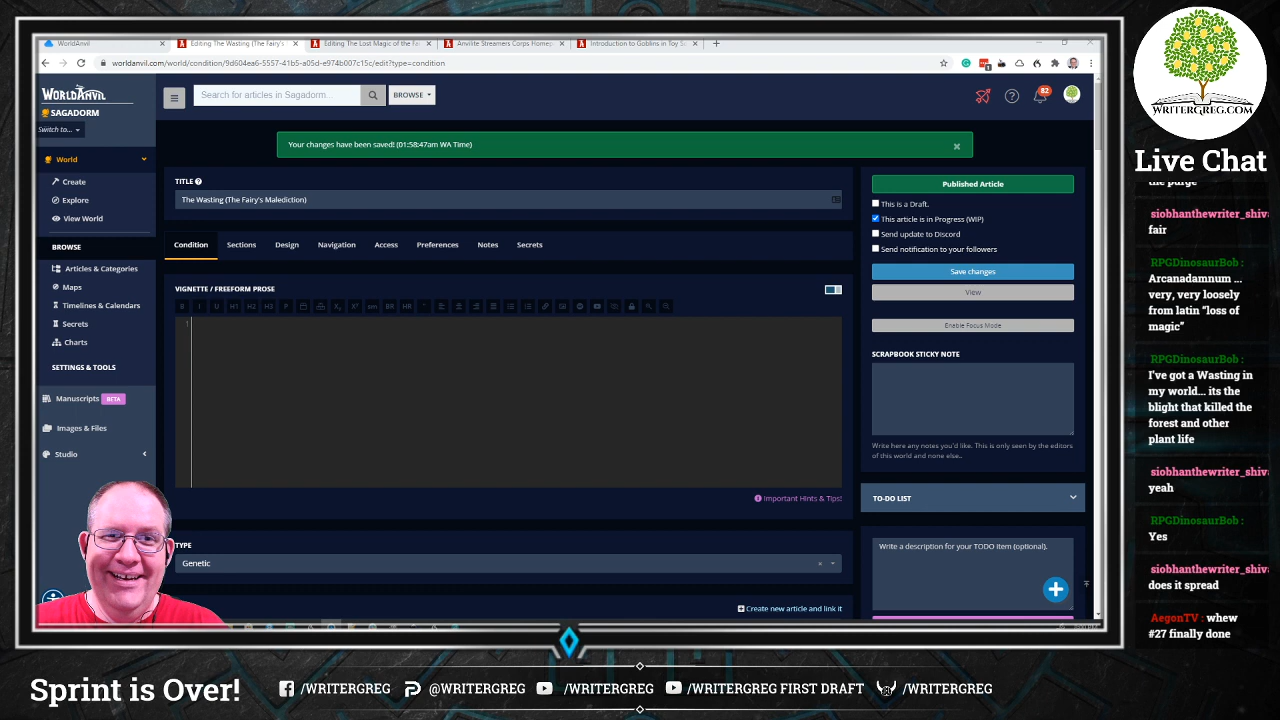 WorldAnvil
Editing The Wasting (The Fairy's
Editing The Lost Magic of the Fa
Anvilite Streamers Corps Home
Introduction to Goblins in Toy S
worldanvil.com/world/condition/9d604ea6-5557-41b5-a05d-e974b007c15c/edit?type=condition
WORLDANVIL
SAGADORM
Switch to...
Search for articles in Sagadorm...
BROWSE
82
World
Create
Explore
View World
BROWSE
Articles & Categories
Maps
Timelines & Calendars
Secrets
Charts
SETTINGS & TOOLS
Manuscripts BETA
Images & Files
Studio
Your changes have been saved! (01:58:47am WA Time)
TITLE
The Wasting (The Fairy's Malediction)
Condition
Sections
Design
Navigation
Access
Preferences
Notes
Secrets
VIGNETTE / FREEFORM PROSE
B I U H1 H2 H3 P
BR HR
1
Important Hints & Tips!
TYPE
Genetic
Create new article and link it
Published Article
This is a Draft.
This article is in Progress (WIP)
Send update to Discord
Send notification to your followers
Save changes
View
Enable Focus Mode
SCRAPBOOK STICKY NOTE
Write here any notes you'd like. This is only seen by the editors
of this world and none else..
TO-DO LIST
Write a description for your TODO item (optional).
WRITERGREG.COM
Live Chat
the purge
siobhanthewriter_shiv
fair
RPGDinosaurBob :
Arcanadamnum ...
very, very loosely
from latin “loss of
magic”
RPGDinosaurBob :
I've got a Wasting in
my world... its the
blight that killed the
forest and other
plant life
siobhanthewriter_shiv
yeah
RPGDinosaurBob :
Yes
siobhanthewriter_shiv
does it spread
AegonTV : whew
#27 finally done
Sprint is Over!
/WRITERGREG
@WRITERGREG
/WRITERGREG
/WRITERGREG FIRST DRAFT
/WRITERGREG